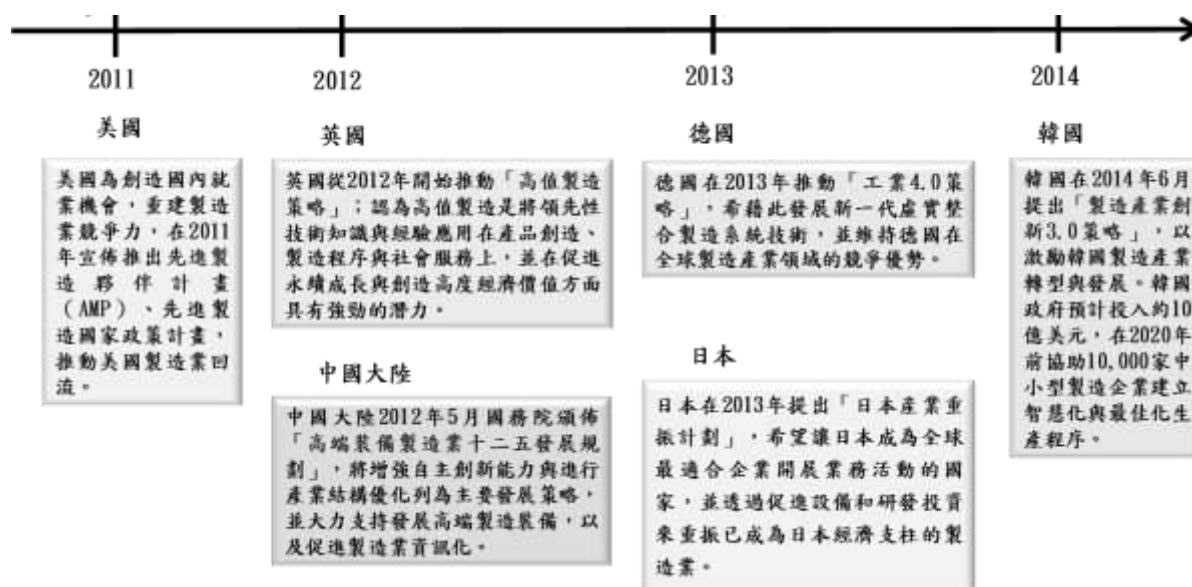 2011
2012
2013
2014
美國
美國為創造國內就
業機會，重建製造
業競爭力，在2011
年宣佈推出先進製
造夥伴計畫
（AMP）、先進製
造國家政策計畫，
推動美國製造業回
流。
英國
英國從2012年開始推動「高值製造
策略」；認為高值製造是將領先性
技術知識與經驗應用在產品創造、
製造程序與社會服務上，並在促進
永續成長與創造高度經濟價值方面
具有強勁的潛力。
中國大陸
中國大陸2012年5月國務院頒佈
「高端裝備製造業十二五發展規
劃」，將增強自主創新能力與進行
產業結構優化列為主要發展策略，
並大力支持發展高端製造裝備，以
及促進製造業資訊化。
德國
德國在2013年推動「工業4.0策
略」，希藉此發展新一代虛實整
合製造系統技術，並維持德國在
全球製造產業領域的競爭優勢。
日本
日本在2013年提出「日本產業重
振計劃」，希望讓日本成為全球
最適合企業開展業務活動的國
家，並透過促進設備和研發投資
來重振已成為日本經濟支柱的製
造業。
韓國
韓國在2014年6月
提出「製造產業創
新3.0策略」，以
激勵韓國製造產業
轉型與發展。韓國
政府預計投入約10
億美元，在2020年
前協助10,000家中
小型製造企業建立
智慧化與最佳化生
產程序。